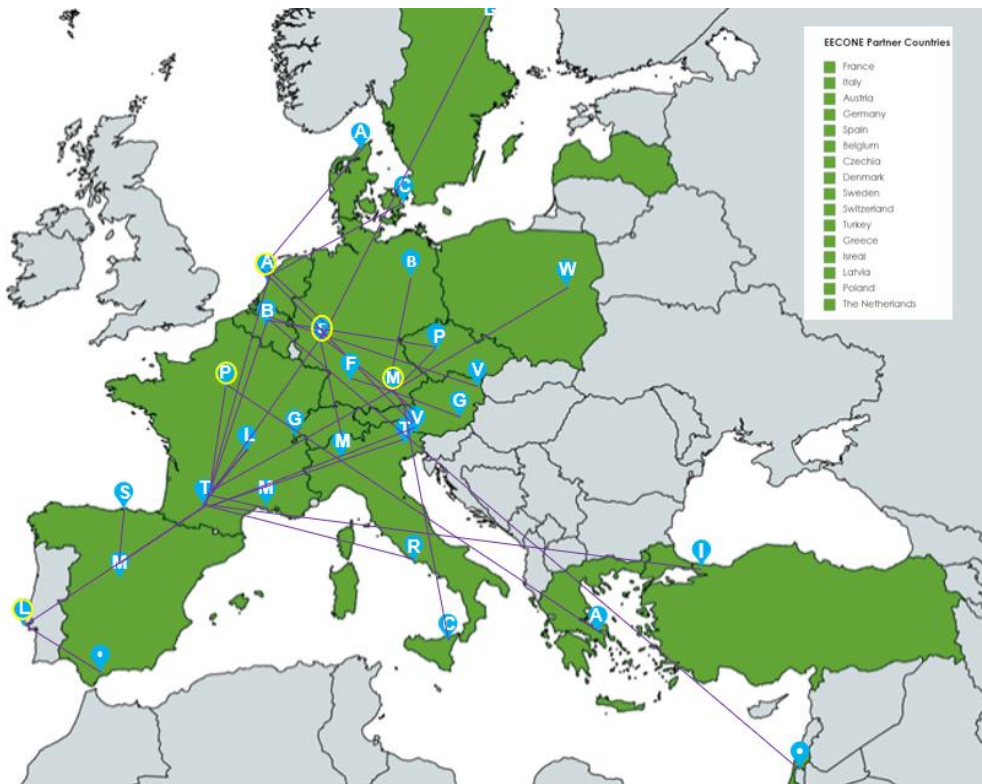 EECONE Partner Countries
France
Italy
Austria
Germany
Spain
Belgium
Czechia
Denmark
Sweden
Switzerland
Turkey
Greece
Isreal
Latvia
Poland
The Netherlands
A
C
A
B
W
B
S
P
P
F
M
V
G
V
G
L
T
M
T
M
S
R
I
M
L
A
C